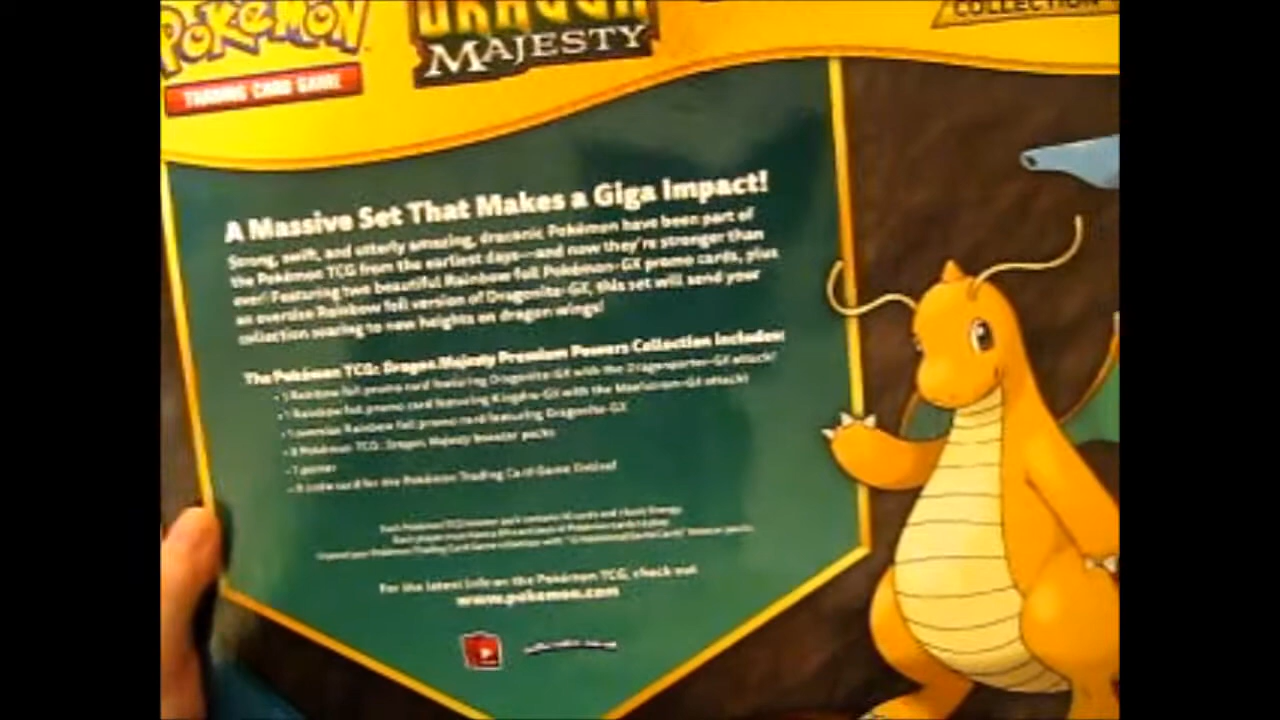 POKÉMON
TRADING CARD GAME
DRAGON
MAJESTY
COLLECTION
A Massive Set That Makes a Giga Impact!
Strong, swift, and utterly amazing, draconic Pokémon have been part of
the Pokémon TCG from the earliest days—and now they're stronger than
ever! Featuring two beautiful Rainbow foil Pokémon-GX promo cards, plus
an oversize Rainbow foil version of Dragonite-GX, this set will send your
collection soaring to new heights on dragon wings!
The Pokémon TCG: Dragon Majesty Premium Powers Collection includes:
• 1 Rainbow foil promo card featuring Dragonite-GX with the Dragonporter-GX attack!
• 1 Rainbow foil promo card featuring Kingdra-GX with the Maelstrom-GX attack!
• 1 oversize Rainbow foil promo card featuring Dragonite-GX
Pokémon TCG: Dragon Majesty booster packs
code card for the Pokémon Trading Card Game Online!
For the latest info on the Pokémon TCG, check out
www.pokemon.com